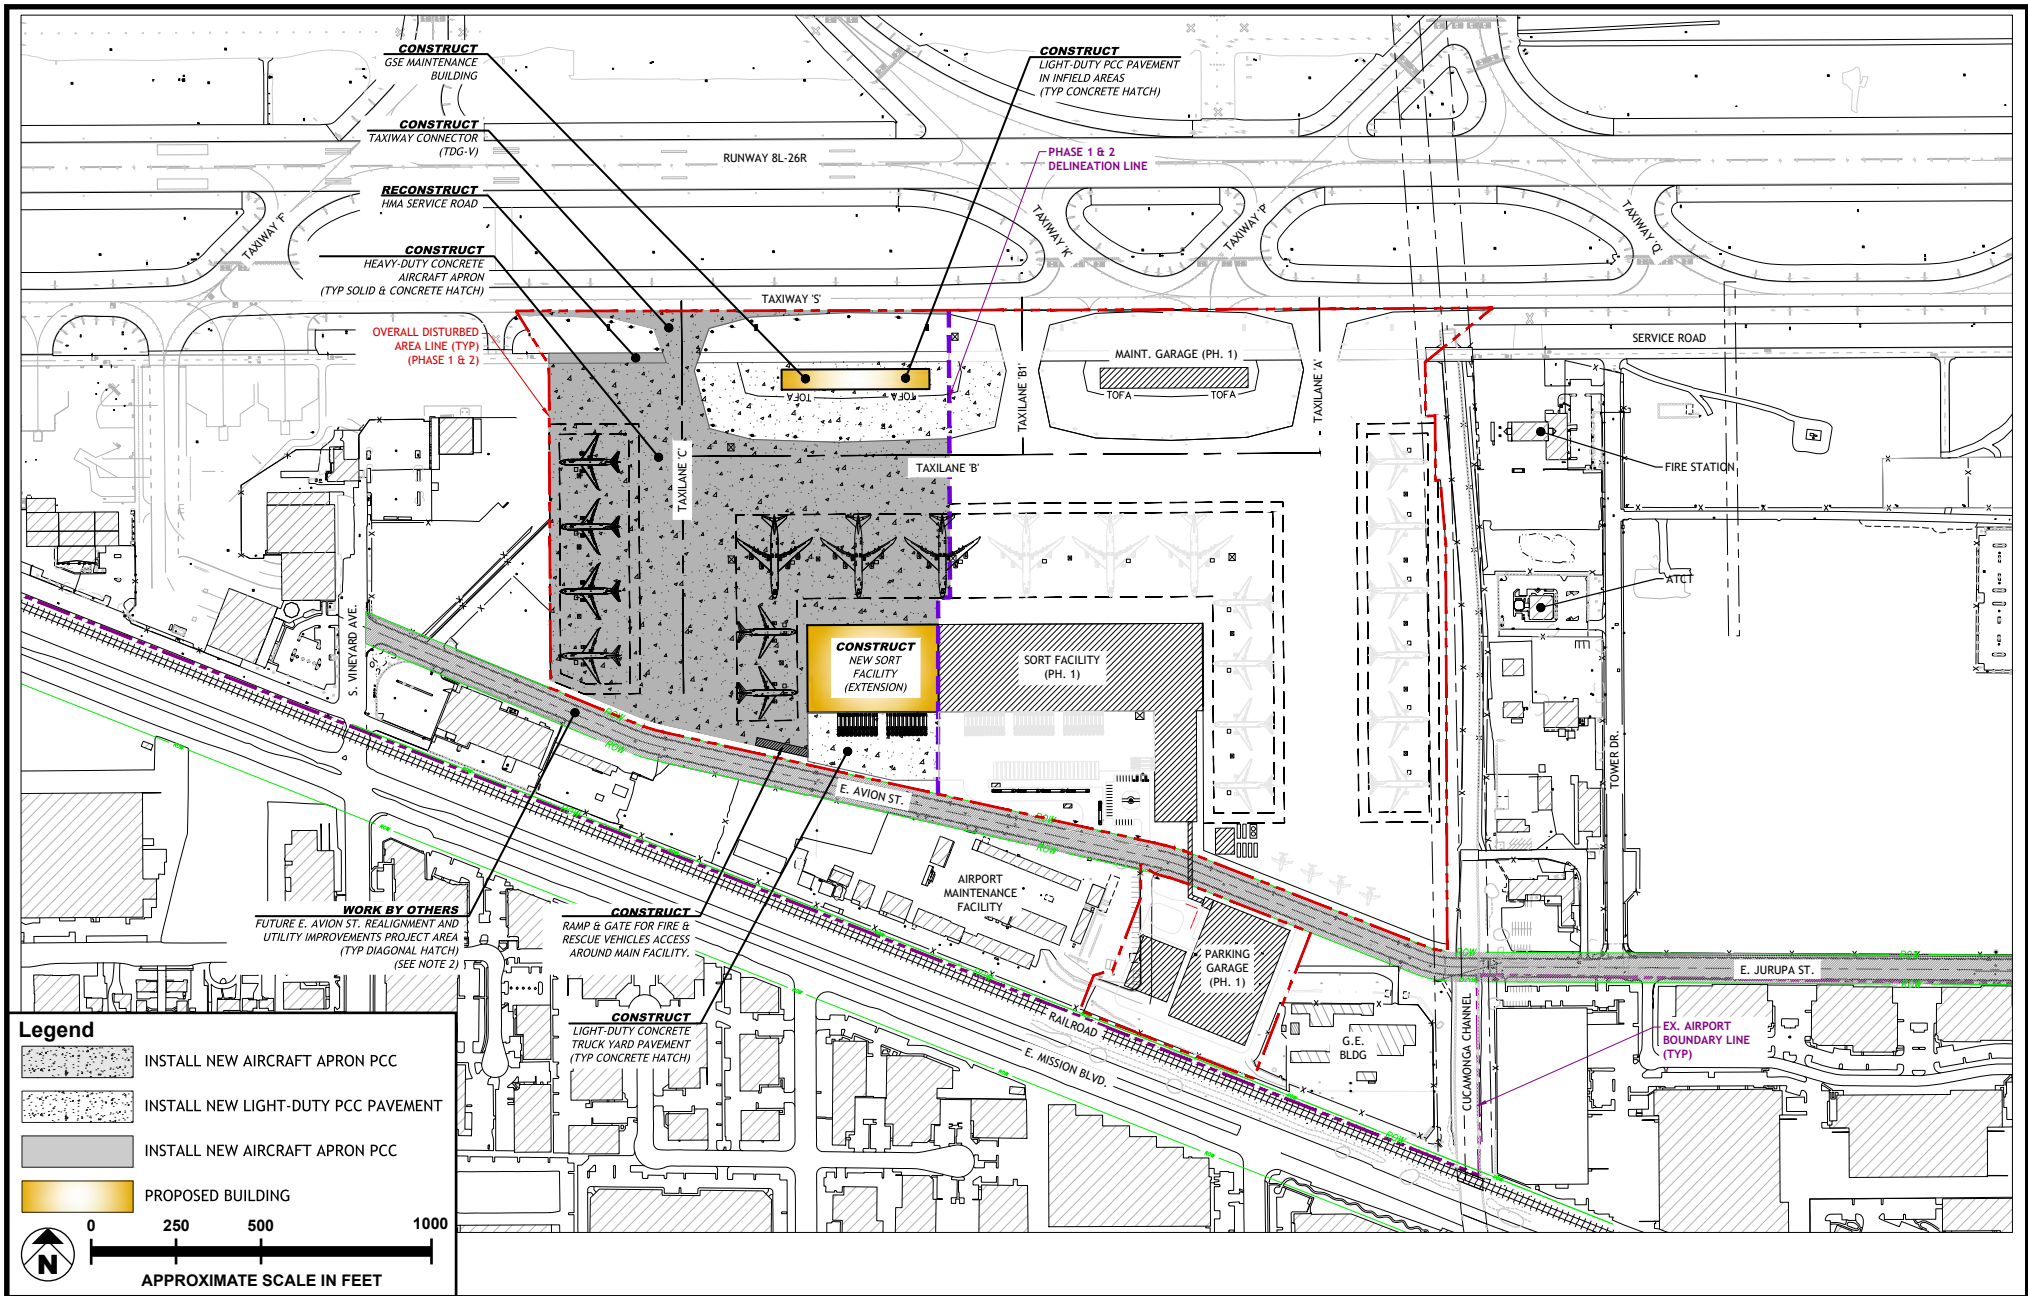 CONSTRUCT
GSE MAINTENANCE
BUILDING
CONSTRUCT
TAXIWAY CONNECTOR
(TDG-V)
RECONSTRUCT
HMA SERVICE ROAD
CONSTRUCT
HEAVY-DUTY CONCRETE
AIRCRAFT APRON
(TYP SOLID & CONCRETE HATCH)
OVERALL DISTURBED
AREA LINE (TYP)
(PHASE 1 & 2)
CONSTRUCT
LIGHT-DUTY PCC PAVEMENT
IN INFIELD AREAS
(TYP CONCRETE HATCH)
PHASE 1 & 2
DELINEATION LINE
RUNWAY 8L-26R
TAXIWAY 'F'
TAXIWAY 'K'
TAXIWAY 'P'
TAXIWAY 'Q'
TAXIWAY 'S'
SERVICE ROAD
MAINT. GARAGE (PH. 1)
TOFA
TOFA
TOFA
TOFA
TAXILANE 'B1'
TAXILANE 'A'
TAXILANE 'C'
TAXILANE 'B'
FIRE STATION
ATCT
S. VINEYARD AVE.
CONSTRUCT
NEW SORT
FACILITY
(EXTENSION)
SORT FACILITY
(PH. 1)
TOWER DR.
ROW
ROW
E. AVION ST.
ROW
ROW
AIRPORT
MAINTENANCE
FACILITY
WORK BY OTHERS
FUTURE E. AVION ST. REALIGNMENT AND
UTILITY IMPROVEMENTS PROJECT AREA
(TYP DIAGONAL HATCH)
(SEE NOTE 2)
CONSTRUCT
RAMP & GATE FOR FIRE &
RESCUE VEHICLES ACCESS
AROUND MAIN FACILITY.
CONSTRUCT
LIGHT-DUTY CONCRETE
TRUCK YARD PAVEMENT
(TYP CONCRETE HATCH)
PARKING
GARAGE
(PH. 1)
ROW
ROW
E. JURUPA ST.
RAILROAD
E. MISSION BLVD.
G.E.
BLDG
CUCAMONGA CHANNEL
EX. AIRPORT
BOUNDARY LINE
(TYP)
ROW
Legend
INSTALL NEW AIRCRAFT APRON PCC
INSTALL NEW LIGHT-DUTY PCC PAVEMENT
INSTALL NEW AIRCRAFT APRON PCC
PROPOSED BUILDING
0 250 500 1000
N
APPROXIMATE SCALE IN FEET